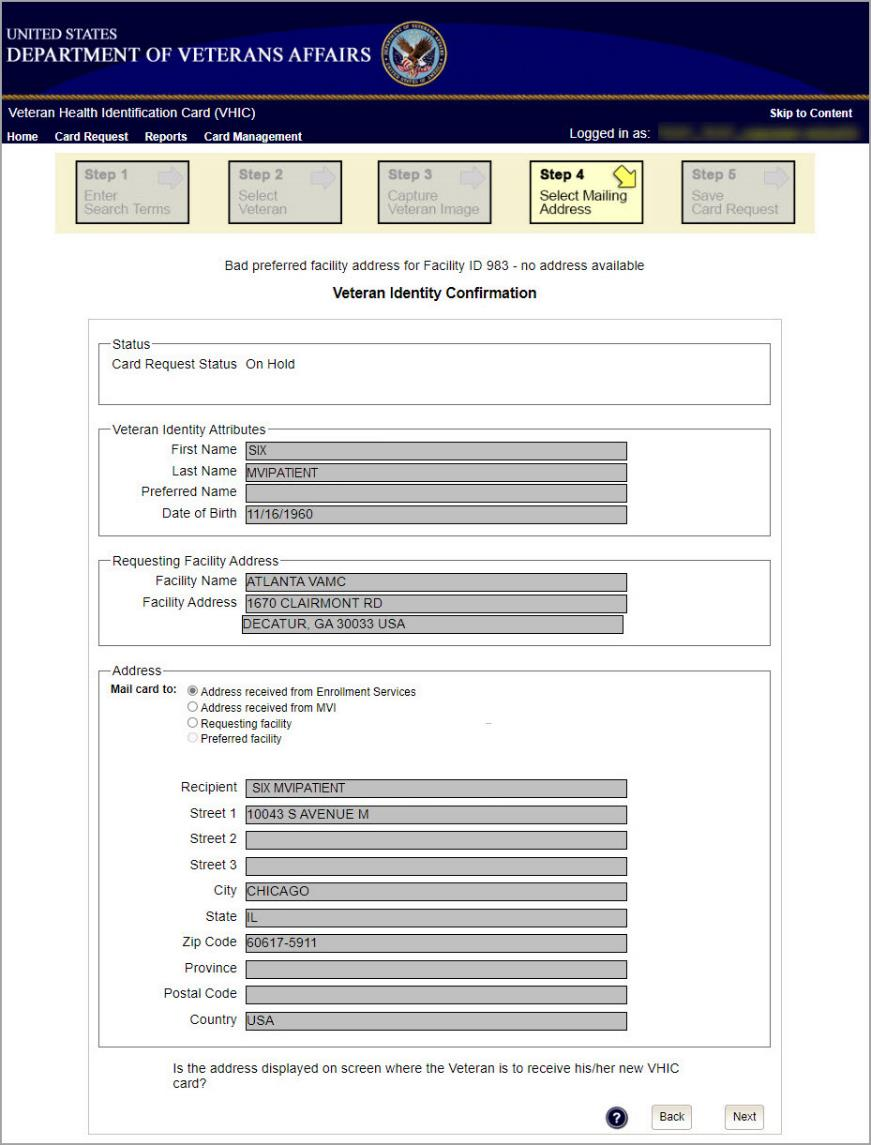 UNITED STATES
DEPARTMENT OF VETERANS AFFAIRS
Veteran Health Identification Card (VHIC)
Skip to Content
Home Card Request Reports Card Management
Logged in as:
Step 1
Enter
Search Terms
Step 2
Select
Veteran
Step 3
Capture
Veteran Image
Step 4
Select Mailing
Address
Step 5
Save
Card Request
Bad preferred facility address for Facility ID 983 - no address available
Veteran Identity Confirmation
Status
Card Request Status On Hold
Veteran Identity Attributes
First Name SIX
Last Name MVIPATIENT
Preferred Name
Date of Birth 11/16/1960
Requesting Facility Address
Facility Name ATLANTA VAMC
Facility Address 1670 CLAIRMONT RD
DECATUR, GA 30033 USA
Address
Mail card to: Address received from Enrollment Services
Address received from MVI
Requesting facility –
Preferred facility
Recipient SIX MVIPATIENT
Street 1 10043 S AVENUE M
Street 2
Street 3
City CHICAGO
State IL
Zip Code 60617-5911
Province
Postal Code
Country USA
Is the address displayed on screen where the Veteran is to receive his/her new VHIC
card?
? Back Next